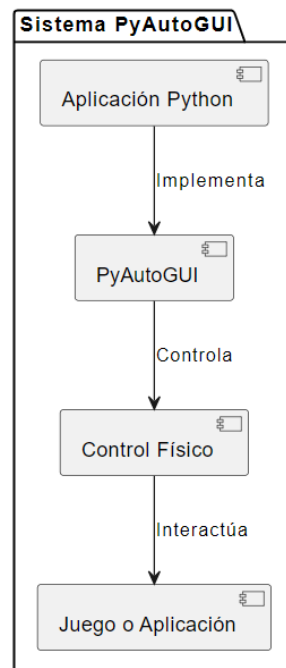 Sistema PyAutoGUI
Aplicación Python
Implementa
PyAutoGUI
Controla
Control Físico
Interactúa
Juego o Aplicación